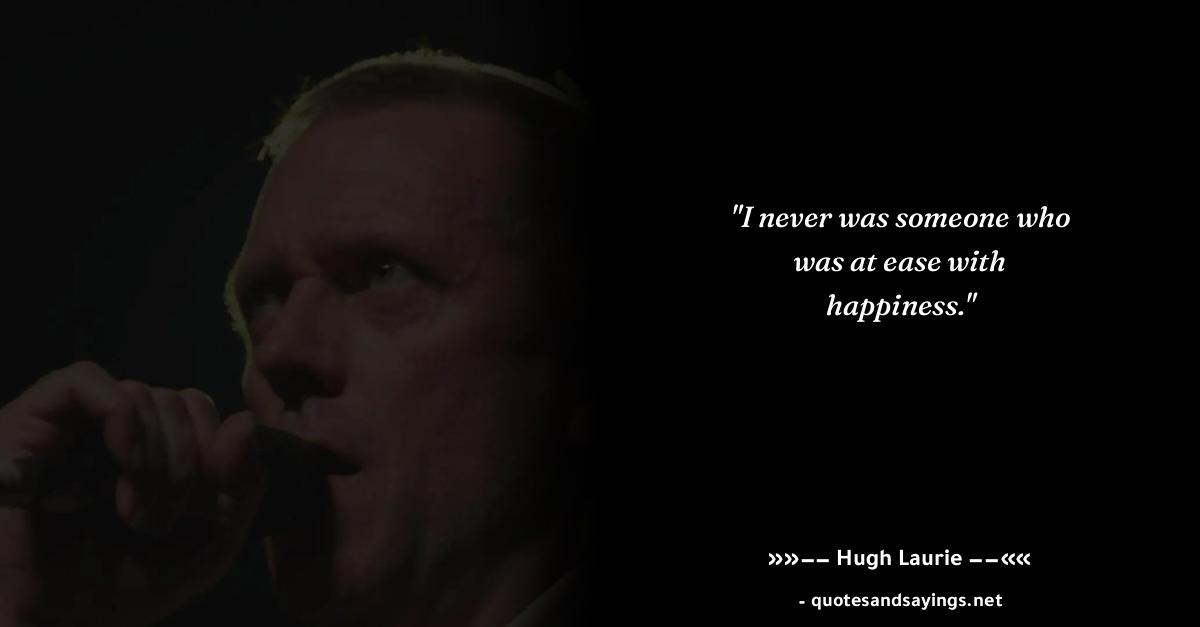 "I never was someone who
was at ease with
happiness."
»»−− Hugh Laurie −−««
- quotesandsayings.net